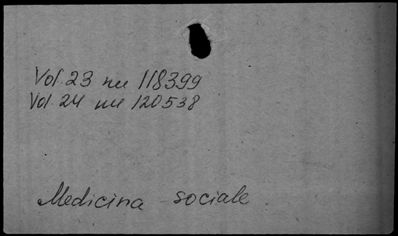 Vol. 23 nu 118399
Vol. 24 nu 120538
Medicina sociale